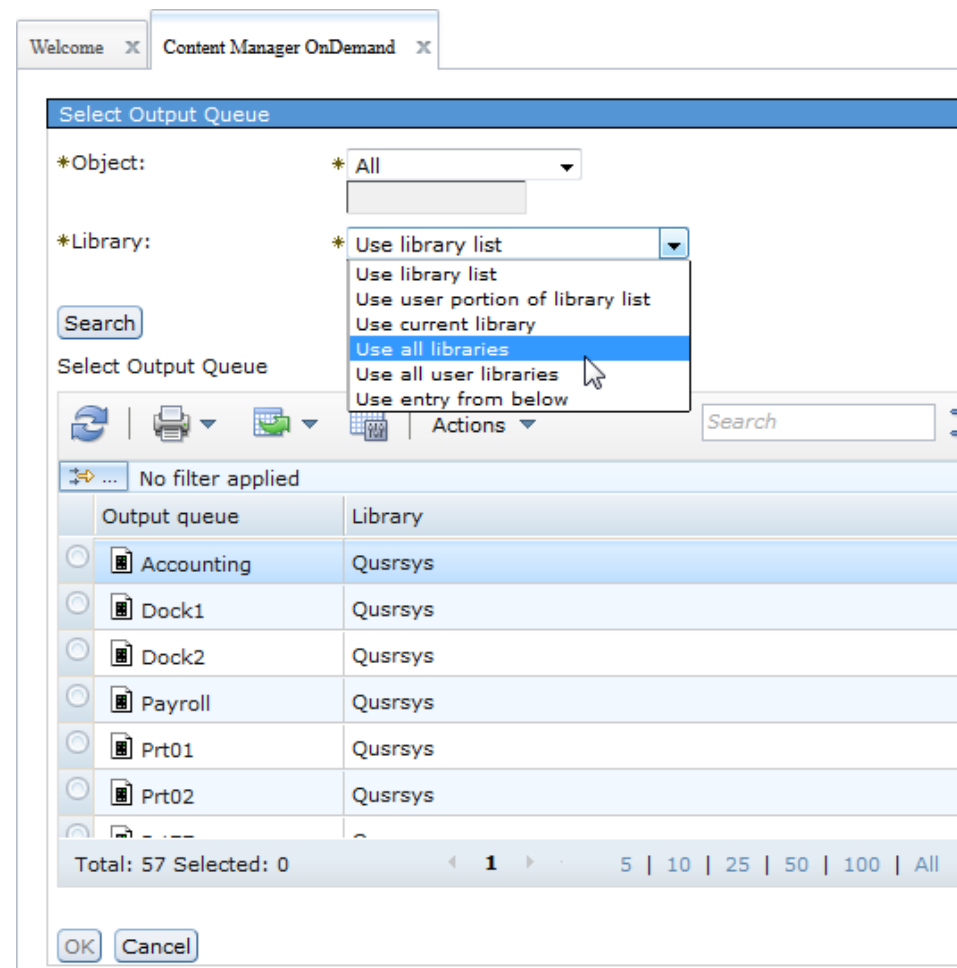 Welcome X Content Manager OnDemand X
Select Output Queue
*Object: * All
*Library: * Use library list
Use library list
Use user portion of library list
Use current library
Search
Use all libraries
Select Output Queue
Use all user libraries
Use entry from below
Actions Search
... No filter applied
Output queue Library
Accounting Qusrsys
Dock1 Qusrsys
Dock2 Qusrsys
Payroll Qusrsys
Prt01 Qusrsys
Prt02 Qusrsys
Total: 57 Selected: 0 1 5 | 10 | 25 | 50 | 100 | All
OK Cancel